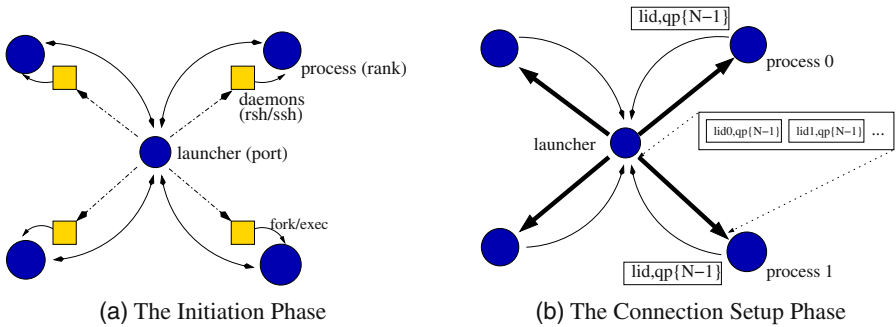 process (rank)
daemons
(rsh/ssh)
launcher (port)
fork/exec
(a) The Initiation Phase
lid,qp{N−1}
process 0
launcher
lid0,qp{N−1} lid1,qp{N−1} ...
lid,qp{N−1}
process 1
(b) The Connection Setup Phase